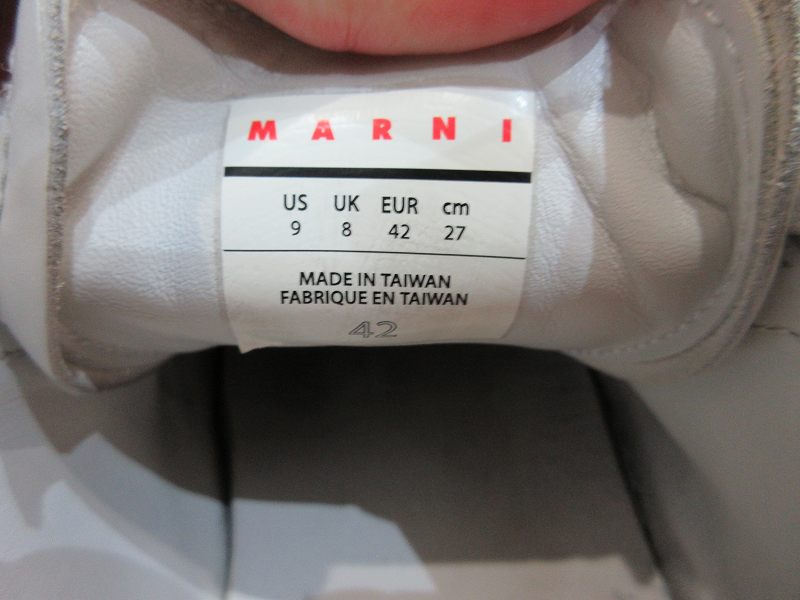 MARNI
US UK EUR cm
9 8 42 27
MADE IN TAIWAN
FABRIQUE EN TAIWAN
42